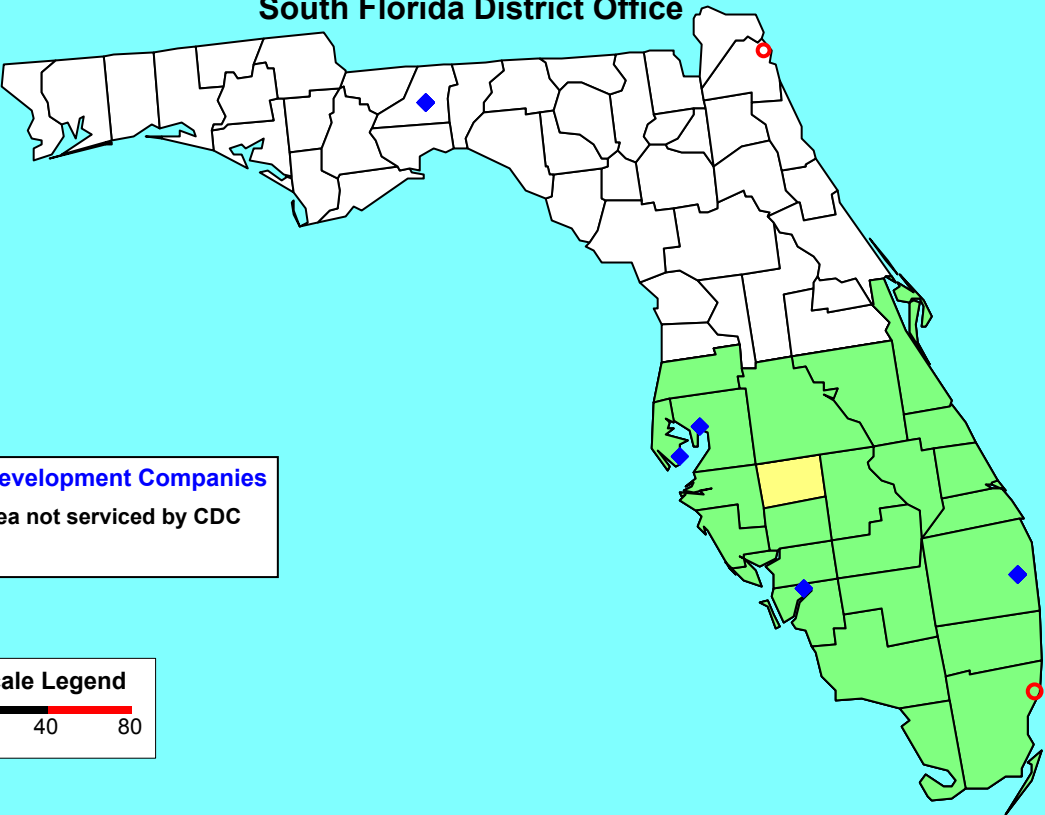 South Florida District Office
evelopment Companies
ea not serviced by CDC
ale Legend
40 80